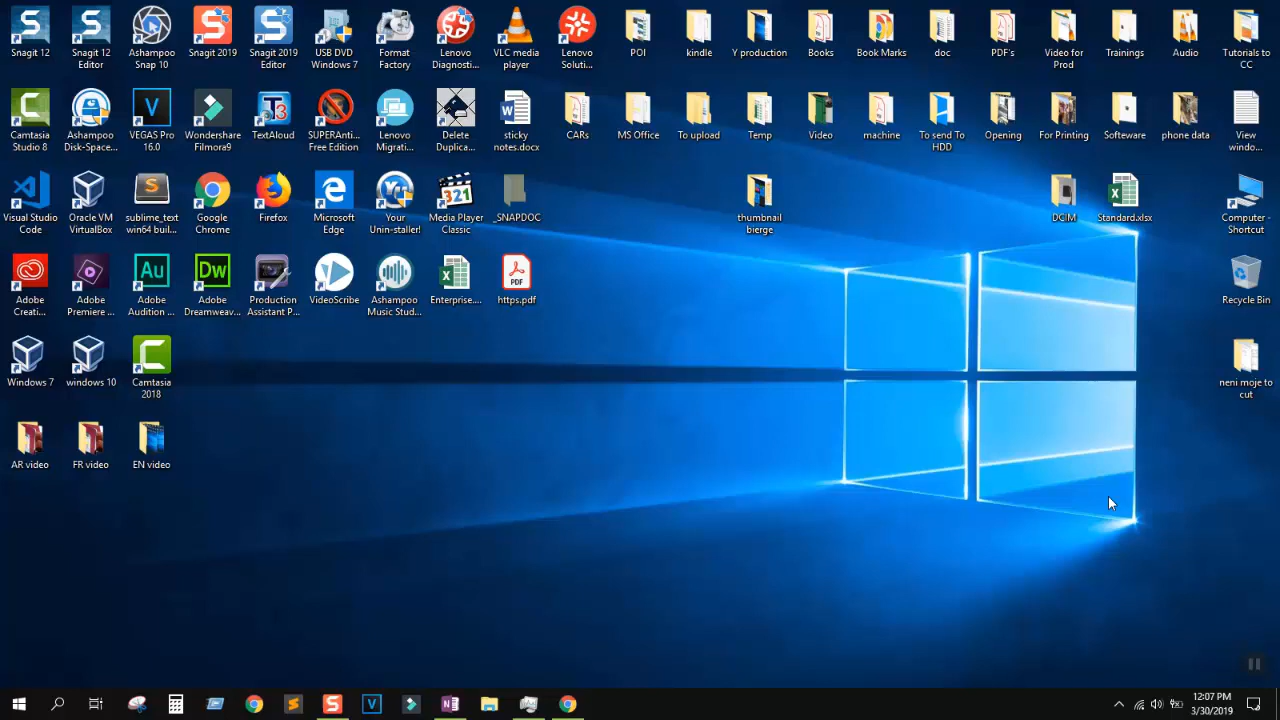 Snagit 12
Snagit 12
Editor
Ashampoo
Snap 10
Snagit 2019
Snagit 2019
Editor
USB DVD
Windows 7
Format
Factory
Lenovo
Diagnosti...
VLC media
player
Lenovo
Soluti...
POI
kindle
Y production
Books
Book Marks
doc
PDF's
Video for
Prod
Trainings
Audio
Tutorials to
CC
Camtasia
Studio 8
Ashampoo
Disk-Space...
VEGAS Pro
16.0
Wondershare
Filmora9
TextAloud
SUPERAnti...
Free Edition
Lenovo
Migrati...
Delete
Duplica...
sticky
notes.docx
CARs
MS Office
To upload
Temp
Video
machine
To send To
HDD
Opening
For Printing
Softeware
phone data
View
windo...
Visual Studio
Code
Oracle VM
VirtualBox
sublime_text
win64 buil...
Google
Chrome
Firefox
Microsoft
Edge
Your
Unin-staller!
Media Player
Classic
_SNAPDOC
thumbnail
bierge
DCIM
Standard.xlsx
Computer -
Shortcut
Adobe
Creati...
Adobe
Premiere ...
Adobe
Audition ...
Adobe
Dreamweav...
Production
Assistant P...
VideoScribe
Ashampoo
Music Stud...
Enterprise....
https.pdf
Recycle Bin
Windows 7
windows 10
Camtasia
2018
neni moje to
cut
AR video
FR video
EN video
12:07 PM
3/30/2019